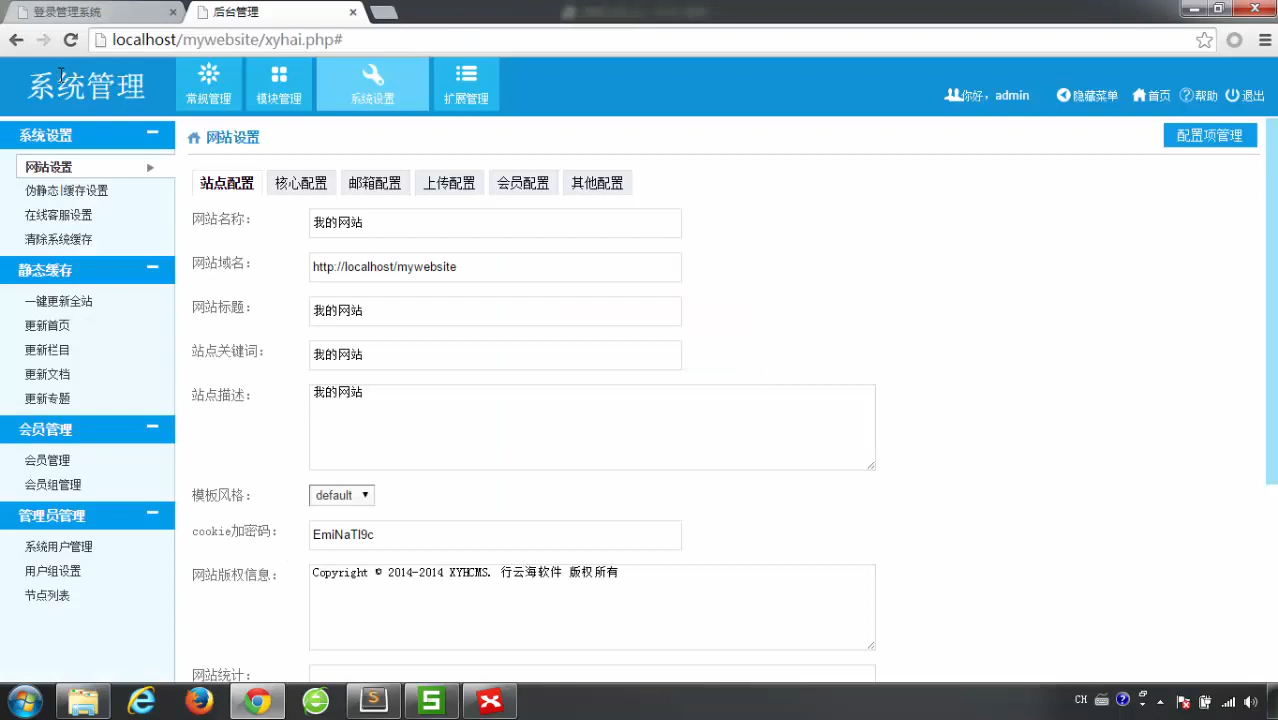 登录管理系统
后台管理
localhost/mywebsite/xyhai.php#
系统管理
常规管理
模块管理
系统设置
扩展管理
你好，admin
隐藏菜单
首页
帮助
退出
系统设置
网站设置
伪静态|缓存设置
在线客服设置
清除系统缓存
静态缓存
一键更新全站
更新首页
更新栏目
更新文档
更新专题
会员管理
会员管理
会员组管理
管理员管理
系统用户管理
用户组设置
节点列表
网站设置
配置项管理
站点配置 核心配置 邮箱配置 上传配置 会员配置 其他配置
网站名称： 我的网站
网站域名： http://localhost/mywebsite
网站标题： 我的网站
站点关键词： 我的网站
站点描述： 我的网站
模板风格： default
cookie加密码： EmiNaTl9c
网站版权信息： Copyright © 2014-2014 XYHCMS. 行云海软件 版权所有
网站统计：
CH